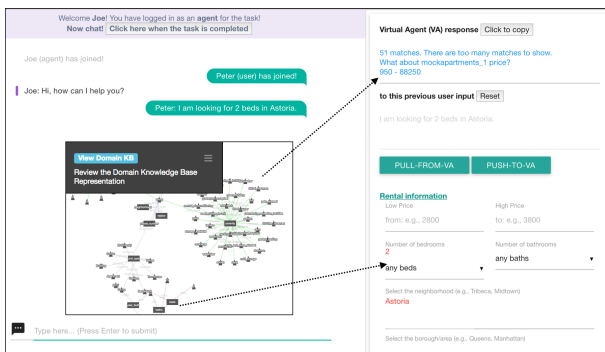 Welcome Joe! You have logged in as an agent for the task!
Now chat! Click here when the task is completed
Joe (agent) has joined!
Peter (user) has joined!
Joe: Hi, how can I help you?
Peter: I am looking for 2 beds in Astoria.
View Domain KB
Review the Domain Knowledge Base
Representation
Type here... (Press Enter to submit)
Virtual Agent (VA) response Click to copy
51 matches. There are too many matches to show.
What about mockapartments_1 price?
950 - 88250
to this previous user input Reset
I am looking for 2 beds in Astoria.
PULL-FROM-VA PUSH-TO-VA
Rental information
Low Price High Price
from: e.g., 2800 to: e.g., 3800
Number of bedrooms Number of bathrooms
2
any beds any baths
Select the neighborhood (e.g., Tribeca, Midtown)
Astoria
Select the borough/area (e.g., Queens, Manhattan)